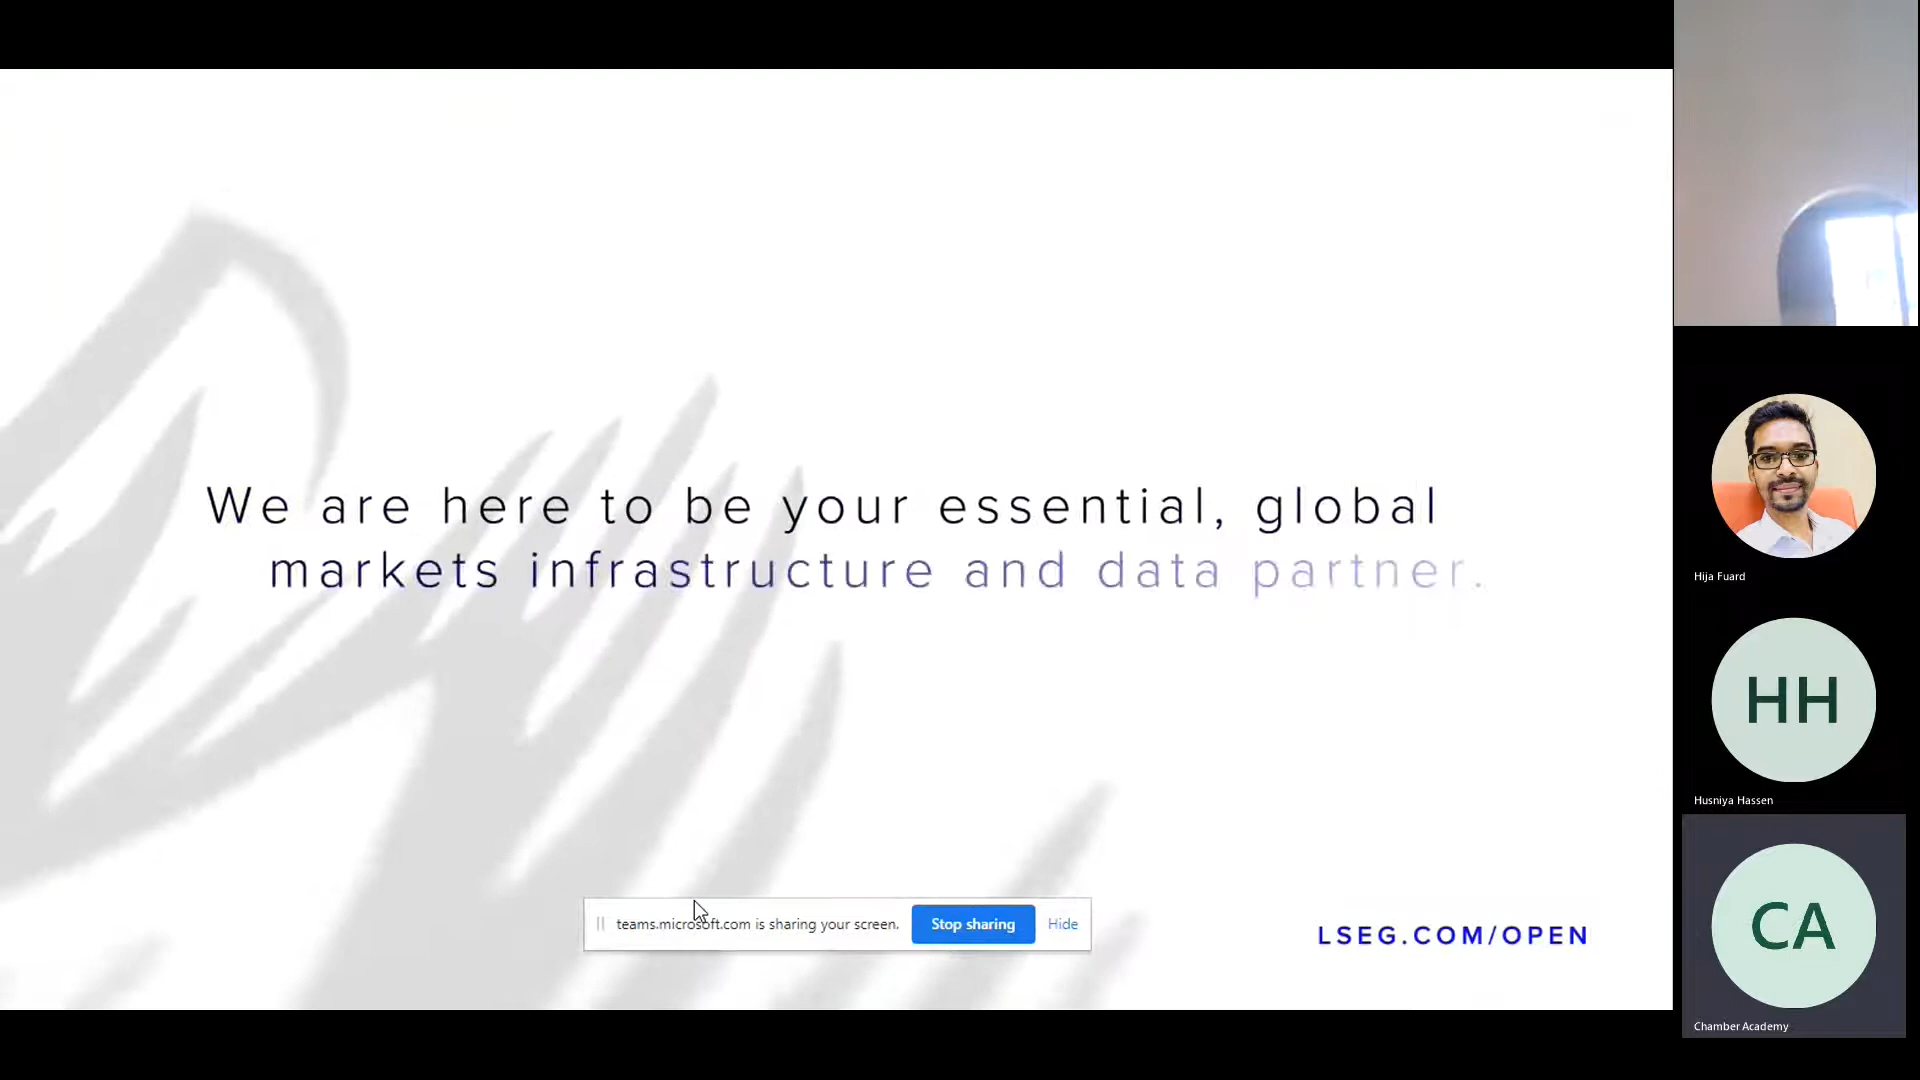 We are here to be your essential, global
markets infrastructure and data partner.
teams.microsoft.com is sharing your screen.
Stop sharing
Hide
LSEG.COM/OPEN
Hija Fuard
HH
Husniya Hassen
CA
Chamber Academy